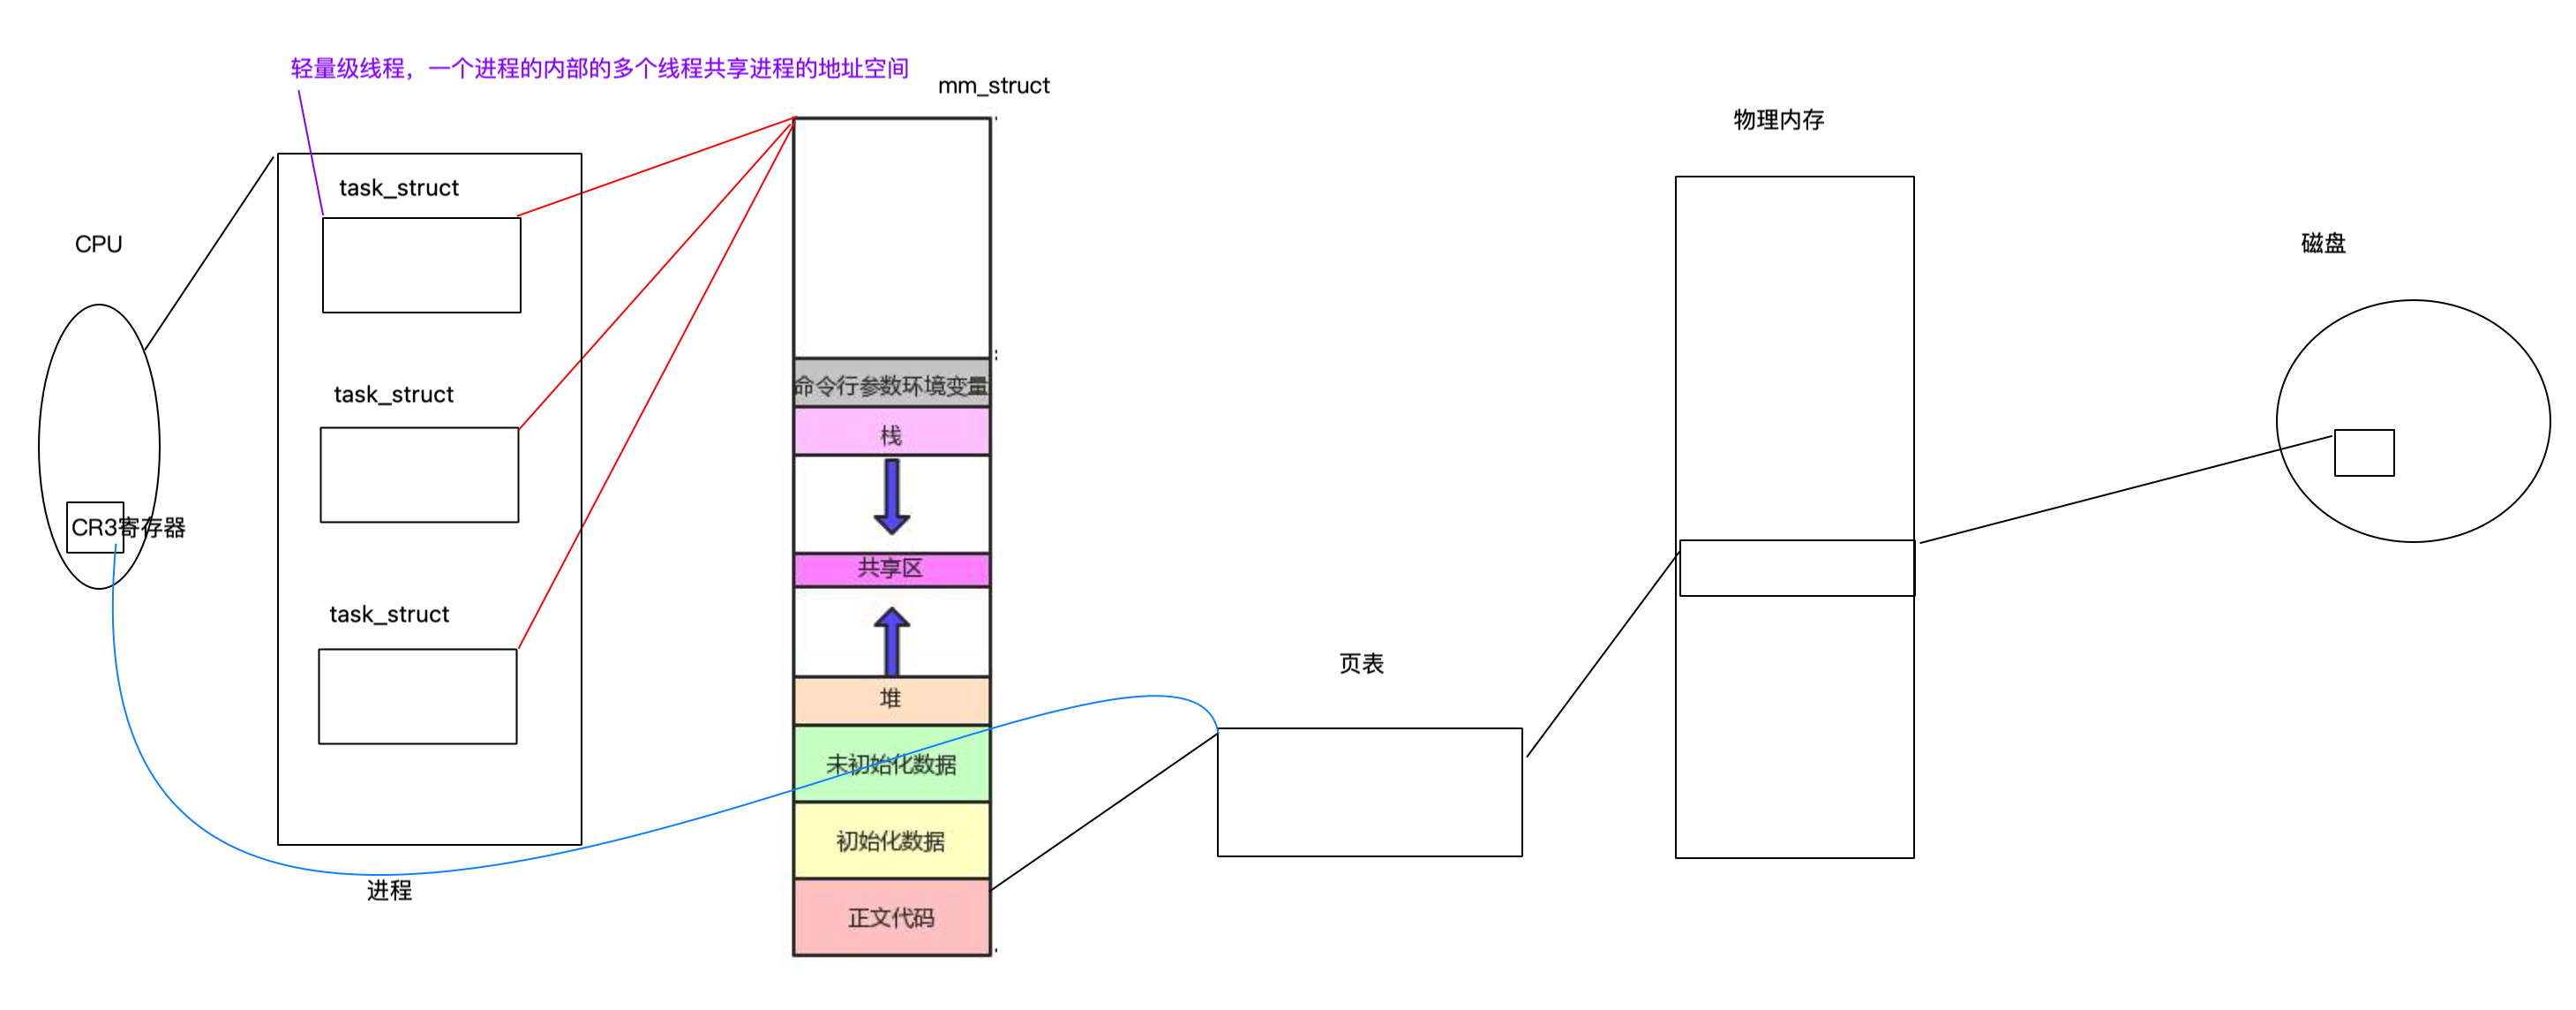 轻量级线程，一个进程的内部的多个线程共享进程的地址空间
mm_struct
物理内存
task_struct
CPU
磁盘
命令行参数环境变量
task_struct
栈
CR3寄存器
共享区
task_struct
页表
堆
未初始化数据
初始化数据
进程
正文代码